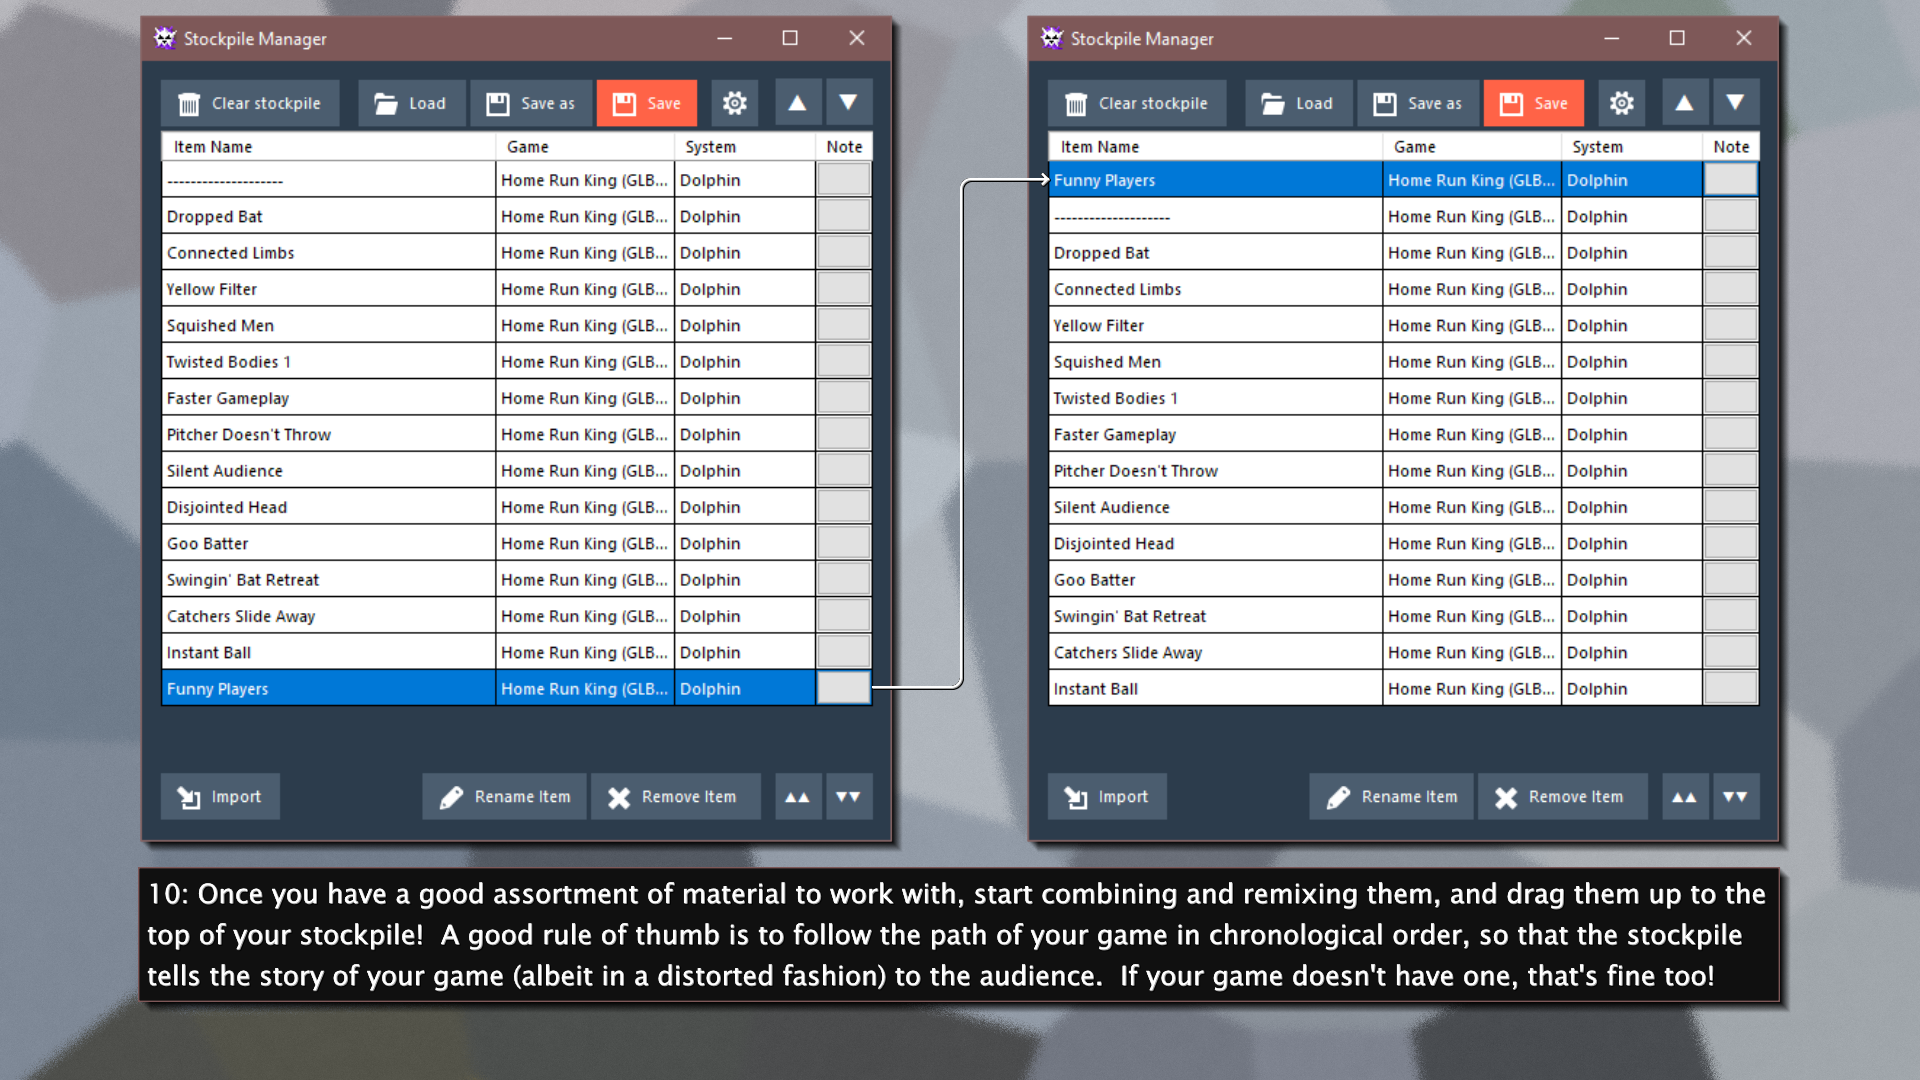 Stockpile Manager
Clear stockpile Load Save as Save
Item Name Game System Note
-------------------- Home Run King (GLB... Dolphin
Dropped Bat Home Run King (GLB... Dolphin
Connected Limbs Home Run King (GLB... Dolphin
Yellow Filter Home Run King (GLB... Dolphin
Squished Men Home Run King (GLB... Dolphin
Twisted Bodies 1 Home Run King (GLB... Dolphin
Faster Gameplay Home Run King (GLB... Dolphin
Pitcher Doesn't Throw Home Run King (GLB... Dolphin
Silent Audience Home Run King (GLB... Dolphin
Disjointed Head Home Run King (GLB... Dolphin
Goo Batter Home Run King (GLB... Dolphin
Swingin' Bat Retreat Home Run King (GLB... Dolphin
Catchers Slide Away Home Run King (GLB... Dolphin
Instant Ball Home Run King (GLB... Dolphin
Funny Players Home Run King (GLB... Dolphin
Import Rename Item Remove Item
Stockpile Manager
Clear stockpile Load Save as Save
Item Name Game System Note
Funny Players Home Run King (GLB... Dolphin
-------------------- Home Run King (GLB... Dolphin
Dropped Bat Home Run King (GLB... Dolphin
Connected Limbs Home Run King (GLB... Dolphin
Yellow Filter Home Run King (GLB... Dolphin
Squished Men Home Run King (GLB... Dolphin
Twisted Bodies 1 Home Run King (GLB... Dolphin
Faster Gameplay Home Run King (GLB... Dolphin
Pitcher Doesn't Throw Home Run King (GLB... Dolphin
Silent Audience Home Run King (GLB... Dolphin
Disjointed Head Home Run King (GLB... Dolphin
Goo Batter Home Run King (GLB... Dolphin
Swingin' Bat Retreat Home Run King (GLB... Dolphin
Catchers Slide Away Home Run King (GLB... Dolphin
Instant Ball Home Run King (GLB... Dolphin
Import Rename Item Remove Item
10: Once you have a good assortment of material to work with, start combining and remixing them, and drag them up to the
top of your stockpile!  A good rule of thumb is to follow the path of your game in chronological order, so that the stockpile
tells the story of your game (albeit in a distorted fashion) to the audience.  If your game doesn't have one, that's fine too!